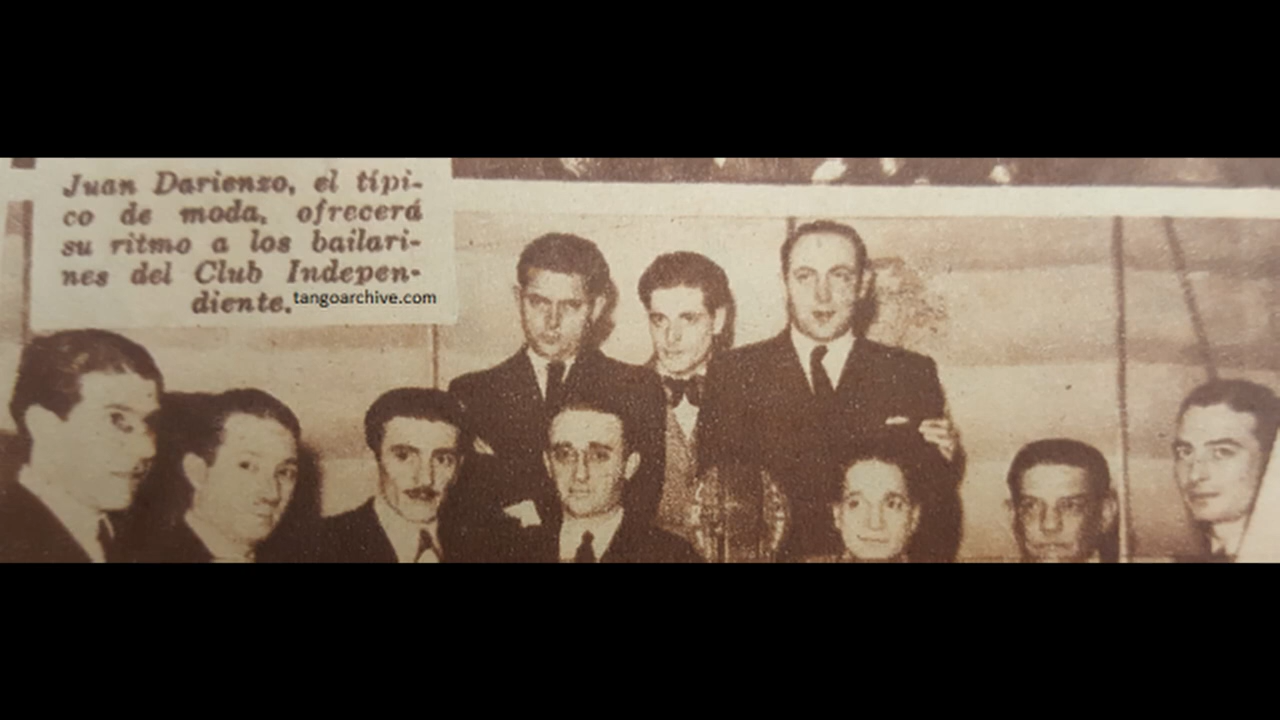 Juan Darienzo, el típi-
co de moda, ofrecerá
su ritmo a los bailari-
nes del Club Indepen-
diente.
tangoarchive.com